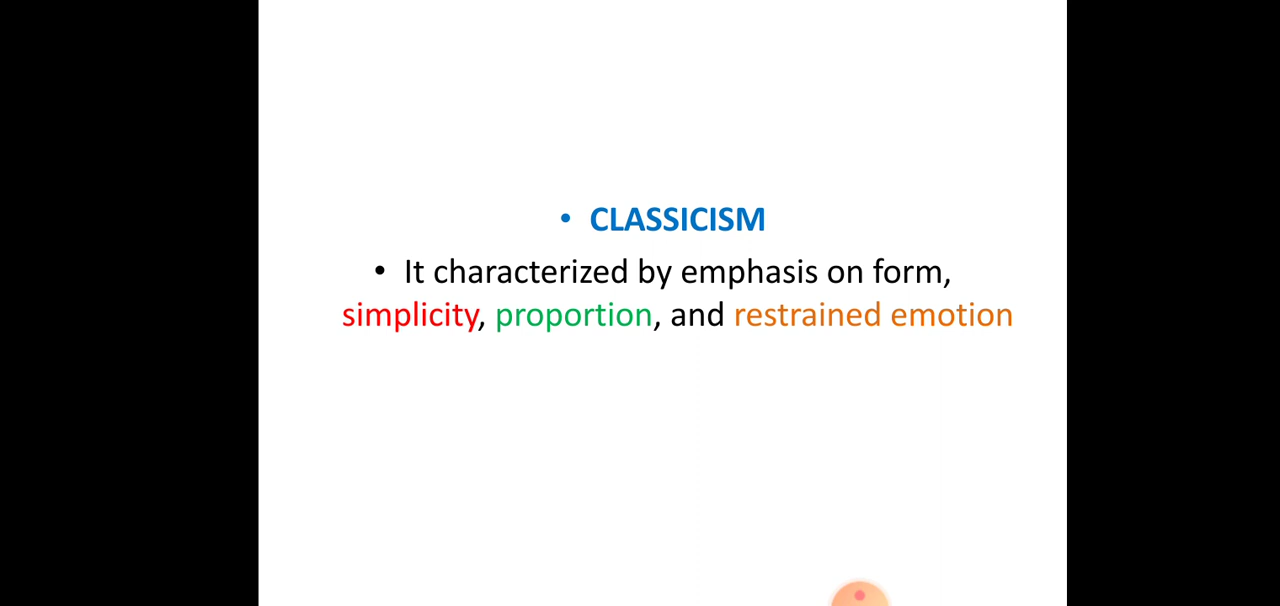 • CLASSICISM
• It characterized by emphasis on form,
simplicity, proportion, and restrained emotion